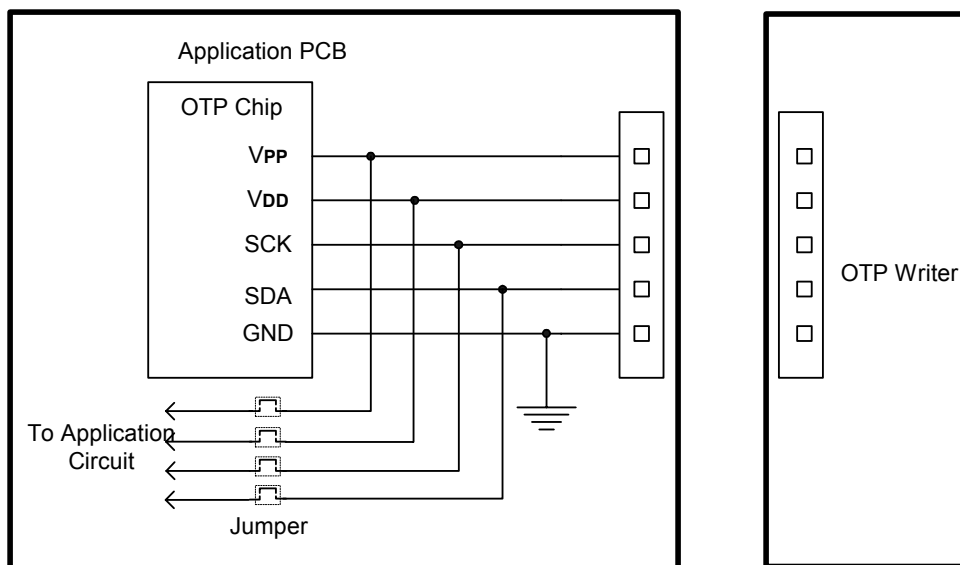 Application PCB
OTP Chip
VPP
VDD
SCK
SDA
GND
To Application
Circuit
Jumper
OTP Writer